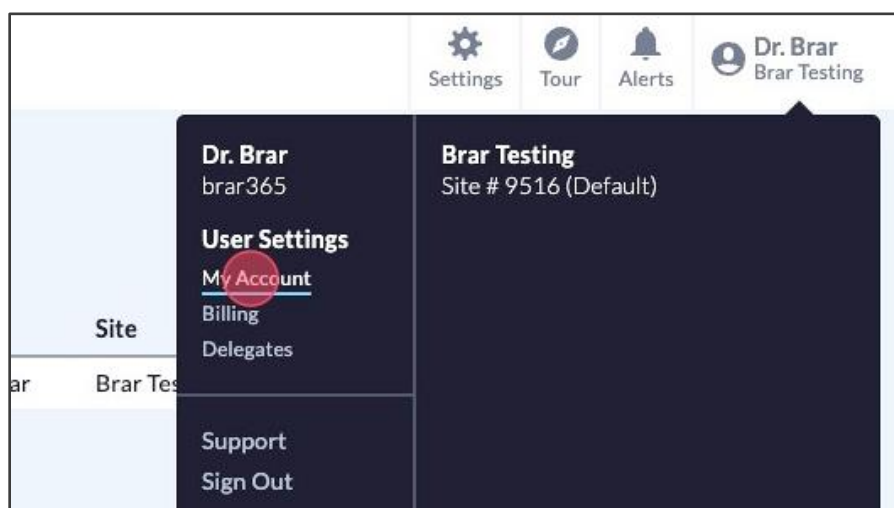 Settings
Tour
Alerts
Dr. Brar
Brar Testing
Dr. Brar
brar365
User Settings
My Account
Billing
Delegates
Support
Sign Out
Brar Testing
Site # 9516 (Default)
Site
ar
Brar Tes